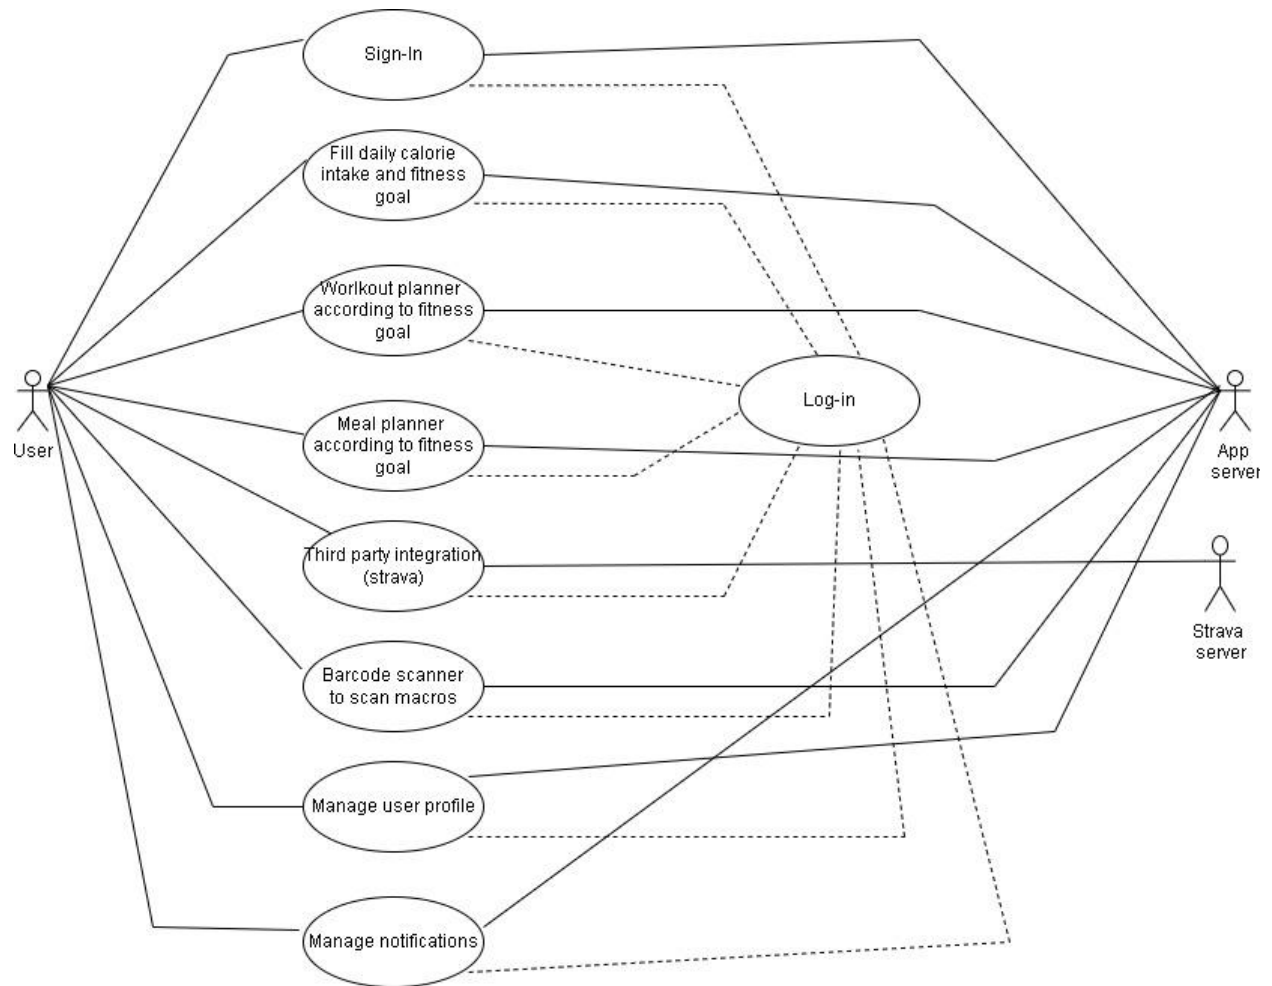 Sign-In
Fill daily calorie
intake and fitness
goal
Worlkout planner
according to fitness
goal
Log-in
User
Meal planner
according to fitness
goal
App
server
Third party integration
(strava)
Strava
server
Barcode scanner
to scan macros
Manage user profile
Manage notifications